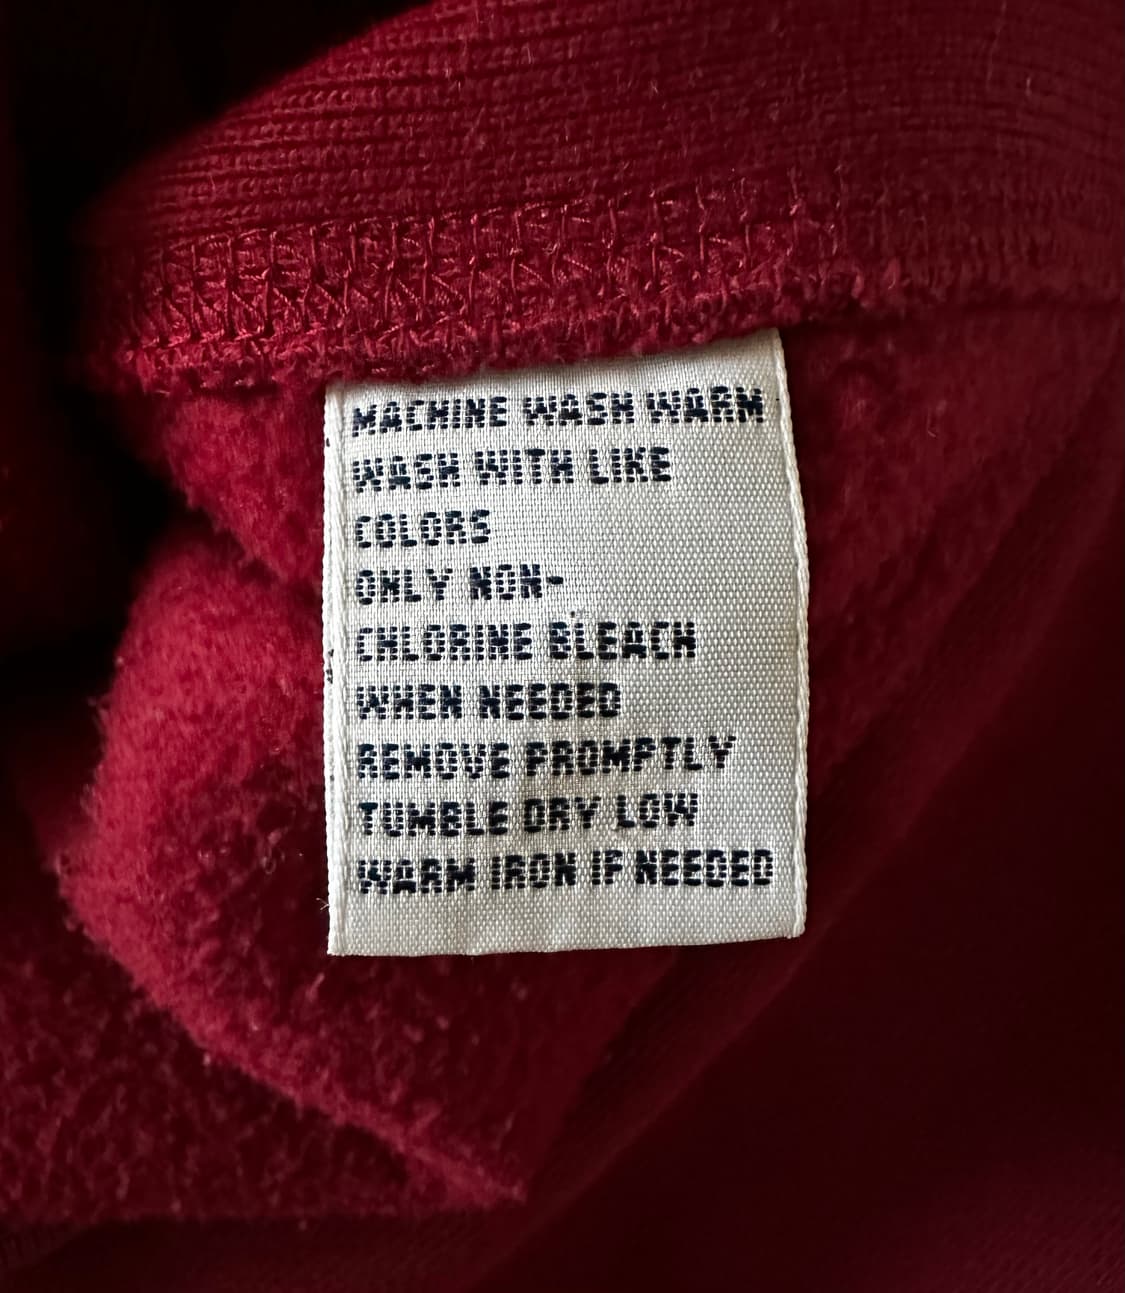 MACHINE WASH WARM
WASH WITH LIKE
COLORS
ONLY NON-
CHLORINE BLEACH
WHEN NEEDED
REMOVE PROMPTLY
TUMBLE DRY LOW
WARM IRON IF NEEDED